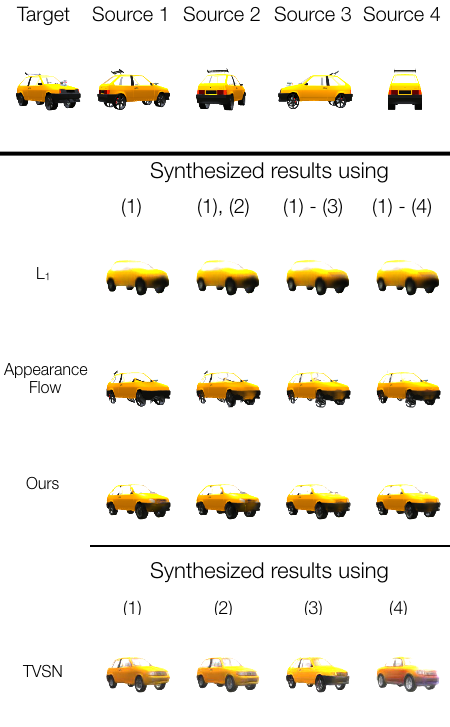 Target Source 1 Source 2 Source 3 Source 4
Synthesized results using
(1) (1), (2) (1) - (3) (1) - (4)
L₁
Appearance
Flow
Ours
Synthesized results using
(1) (2) (3) (4)
TVSN